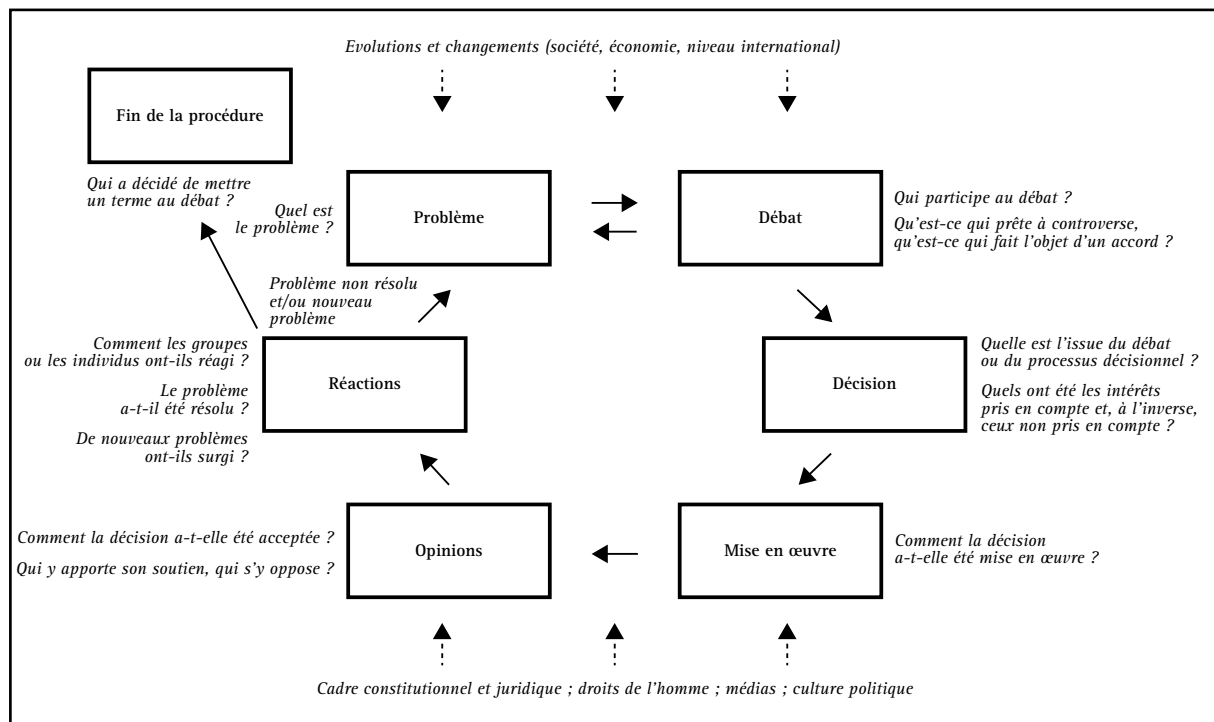 Evolutions et changements (société, économie, niveau international)
Fin de la procédure
Qui a décidé de mettre
un terme au débat ?
Quel est
le problème ?
Problème
Débat
Qui participe au débat ?
Qu’est-ce qui prête à controverse,
qu’est-ce qui fait l’objet d’un accord ?
Problème non résolu
et/ou nouveau
problème
Comment les groupes
ou les individus ont-ils réagi ?
Le problème
a-t-il été résolu ?
De nouveaux problèmes
ont-ils surgi ?
Réactions
Décision
Quelle est l’issue du débat
ou du processus décisionnel ?
Quels ont été les intérêts
pris en compte et, à l’inverse,
ceux non pris en compte ?
Comment la décision a-t-elle été acceptée ?
Qui y apporte son soutien, qui s’y oppose ?
Opinions
Mise en œuvre
Comment la décision
a-t-elle été mise en œuvre ?
Cadre constitutionnel et juridique ; droits de l’homme ; médias ; culture politique